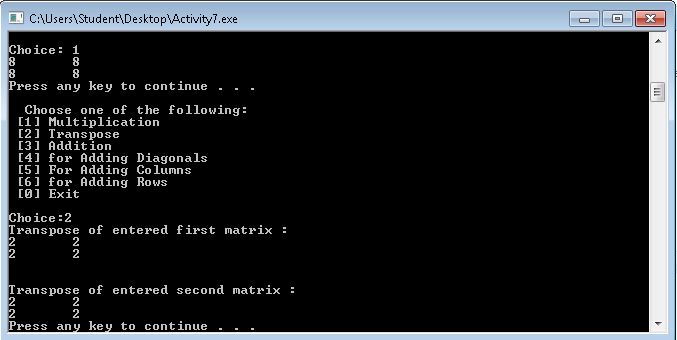 C:\Users\Student\Desktop\Activity7.exe
Choice: 1
8 8
8 8
Press any key to continue . . .
Choose one of the following:
[1] Multiplication
[2] Transpose
[3] Addition
[4] for Adding Diagonals
[5] For Adding Columns
[6] for Adding Rows
[0] Exit
Choice:2
Transpose of entered first matrix :
2 2
2 2
Transpose of entered second matrix :
2 2
2 2
Press any key to continue . . .